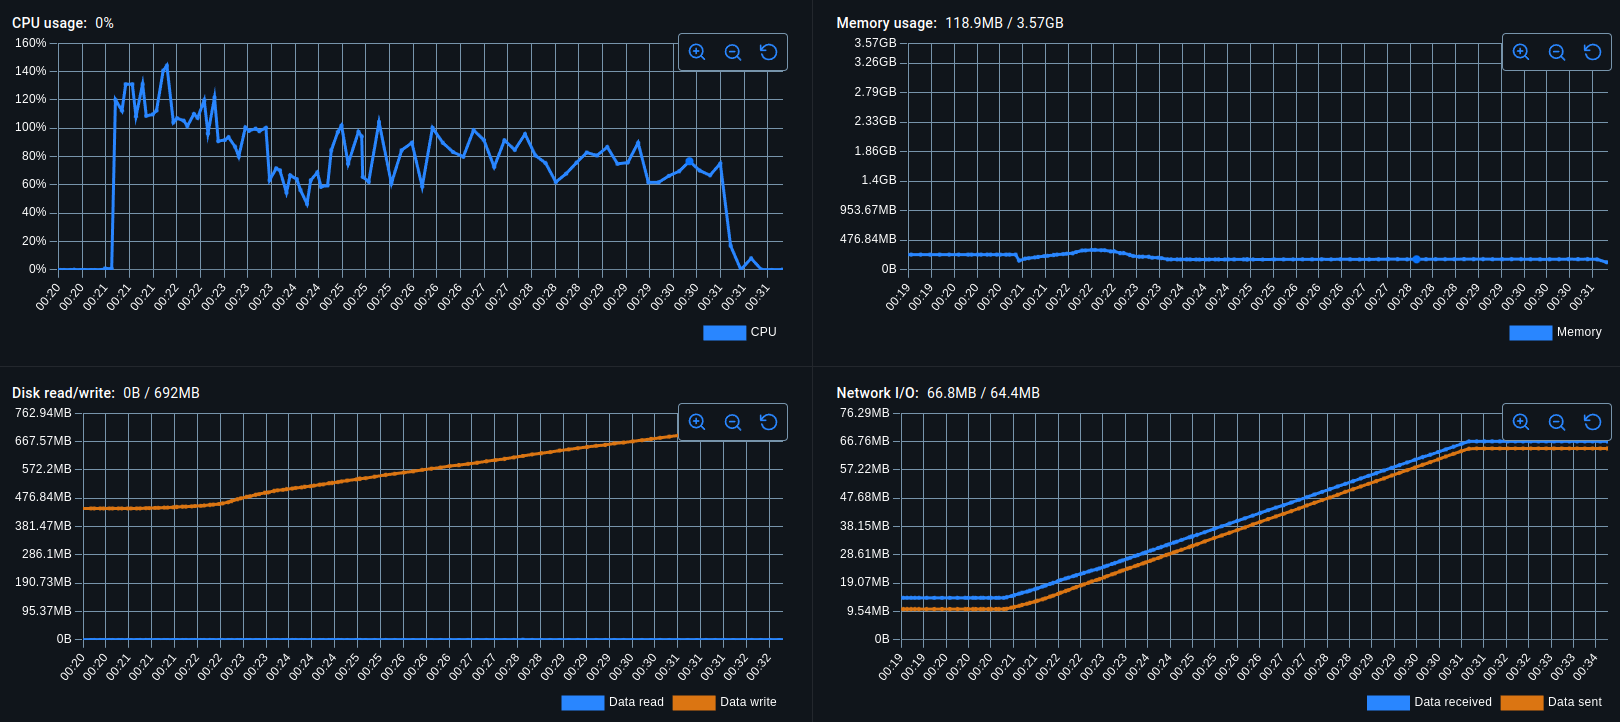 CPU usage: 0%
160%
140%
120%
100%
80%
60%
40%
20%
0%
00:20 00:20 00:21 00:21 00:21 00:22 00:22 00:23 00:23 00:23 00:24 00:24 00:25 00:25 00:26 00:26 00:26 00:27 00:27 00:28 00:28 00:28 00:29 00:29 00:29 00:30 00:30 00:30 00:31 00:31 00:31
CPU
Memory usage: 118.9MB / 3.57GB
3.57GB
3.26GB
2.79GB
2.33GB
1.86GB
1.4GB
953.67MB
476.84MB
0B
00:19 00:19 00:20 00:20 00:20 00:21 00:21 00:22 00:22 00:22 00:23 00:23 00:24 00:24 00:24 00:25 00:25 00:26 00:26 00:26 00:27 00:27 00:28 00:28 00:29 00:29 00:29 00:30 00:30 00:30 00:31
Memory
Disk read/write: 0B / 692MB
762.94MB
667.57MB
572.2MB
476.84MB
381.47MB
286.1MB
190.73MB
95.37MB
0B
00:20 00:20 00:21 00:21 00:21 00:22 00:22 00:23 00:23 00:24 00:24 00:24 00:25 00:25 00:26 00:26 00:26 00:27 00:27 00:28 00:28 00:29 00:29 00:29 00:30 00:30 00:31 00:31 00:31 00:32 00:32
Data read
Data write
Network I/O: 66.8MB / 64.4MB
76.29MB
66.76MB
57.22MB
47.68MB
38.15MB
28.61MB
19.07MB
9.54MB
0B
00:19 00:19 00:20 00:20 00:20 00:21 00:21 00:22 00:22 00:23 00:23 00:24 00:24 00:25 00:25 00:26 00:26 00:27 00:27 00:28 00:28 00:29 00:29 00:30 00:30 00:31 00:31 00:32 00:32 00:33 00:33 00:34
Data received
Data sent